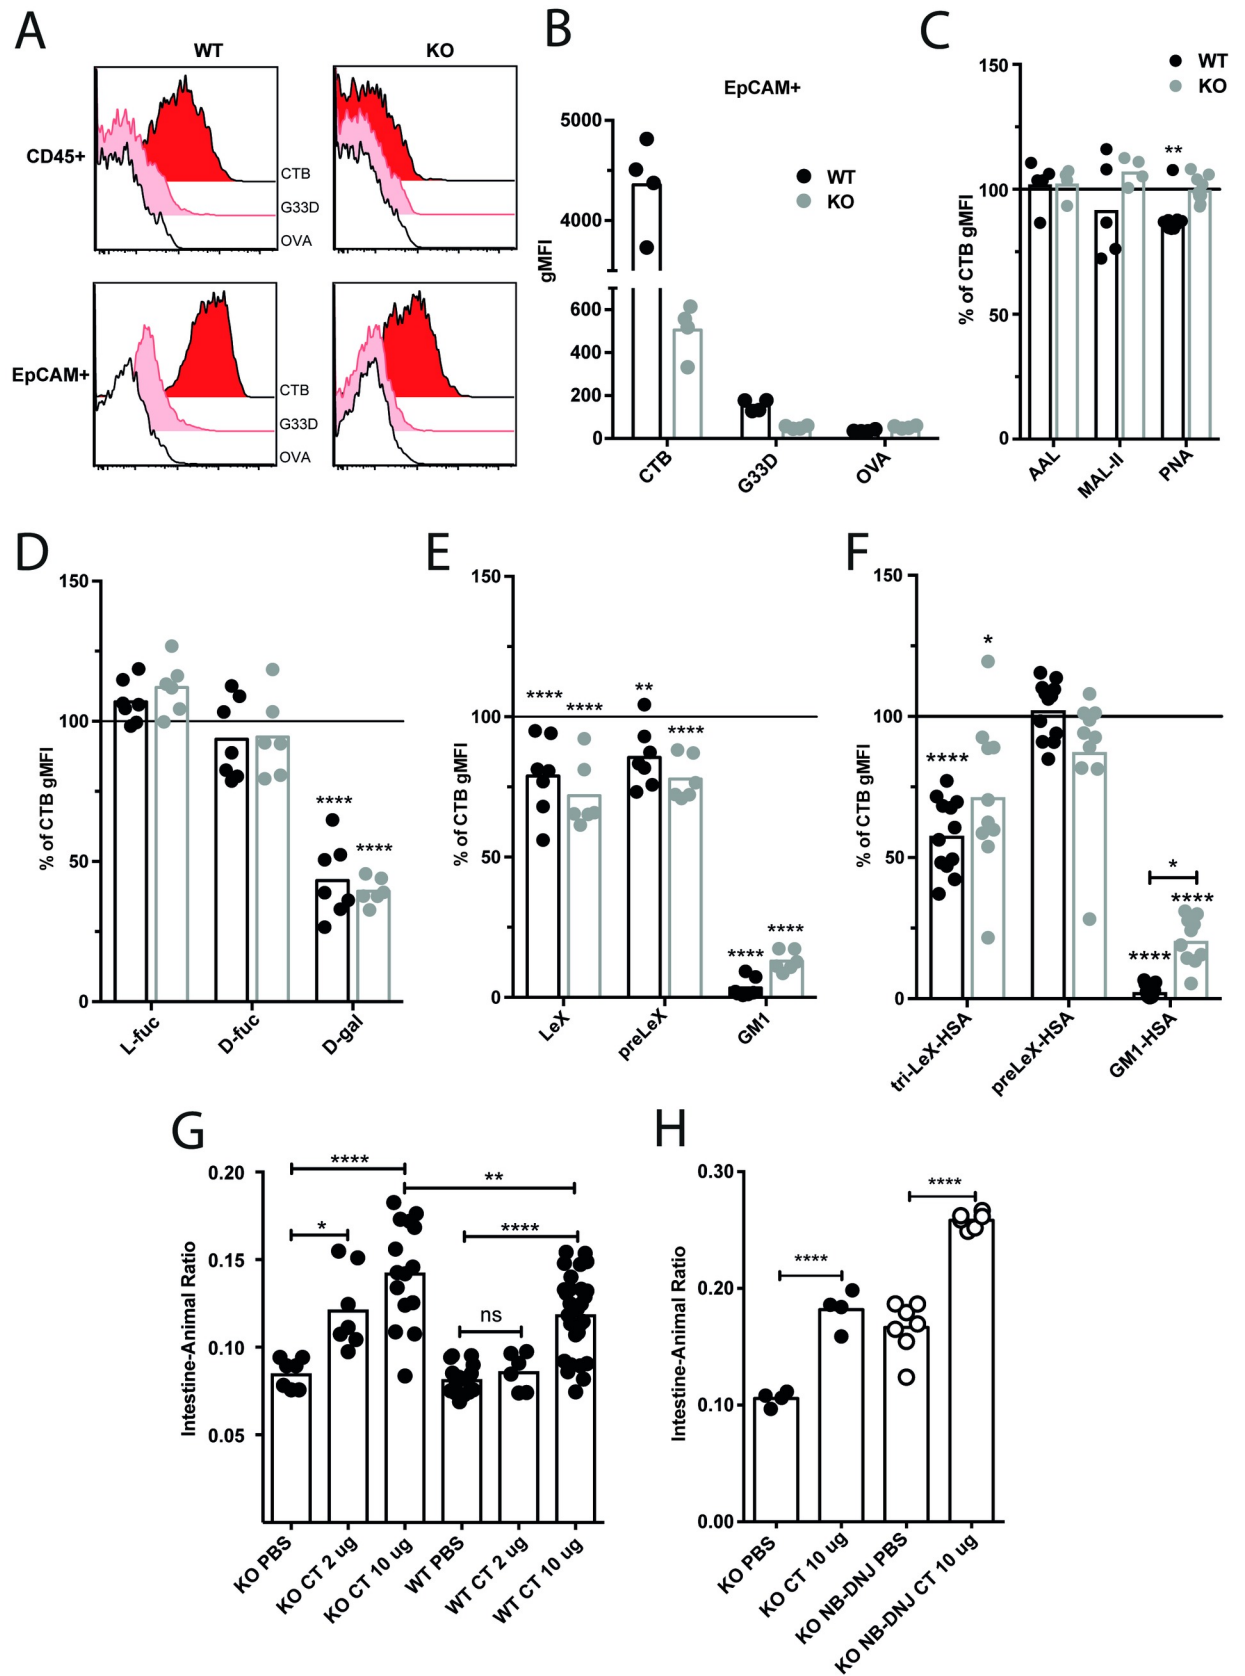 A
WT
KO
CD45+
CTB
G33D
OVA
EpCAM+
CTB
G33D
OVA
B
EpCAM+
WT
KO
gMFI
5000
4000
600
400
200
0
CTB
G33D
OVA
C
WT
KO
% of CTB gMFI
150
100
50
0
**
AAL
MAL-II
PNA
D
% of CTB gMFI
150
100
50
0
****
****
L-fuc
D-fuc
D-gal
E
% of CTB gMFI
150
100
50
0
****
****
**
****
****
****
LeX
preLeX
GM1
F
% of CTB gMFI
150
100
50
0
****
*
*
****
****
tri-LeX-HSA
preLeX-HSA
GM1-HSA
G
Intestine-Animal Ratio
0.20
0.15
0.10
0.05
****
**
*
****
ns
KO PBS
KO CT 2 ug
KO CT 10 ug
WT PBS
WT CT 2 ug
WT CT 10 ug
H
Intestine-Animal Ratio
0.30
0.20
0.10
0.00
****
****
KO PBS
KO CT 10 ug
KO NB-DNJ PBS
KO NB-DNJ CT 10 ug